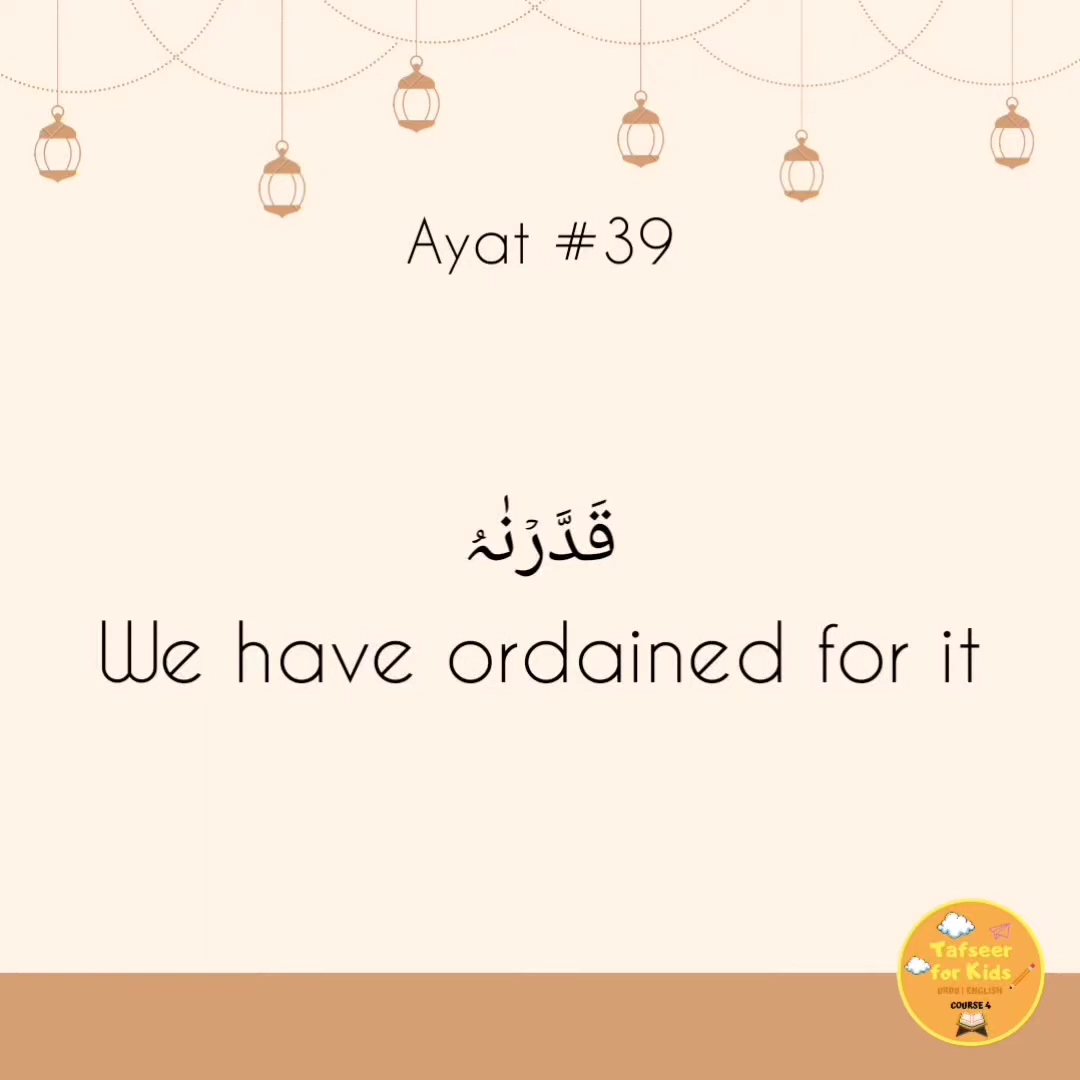 Ayat #39
قَدَّرۡنٰہُ
We have ordained for it
Tafseer
for Kids
URDU | ENGLISH
COURSE 4